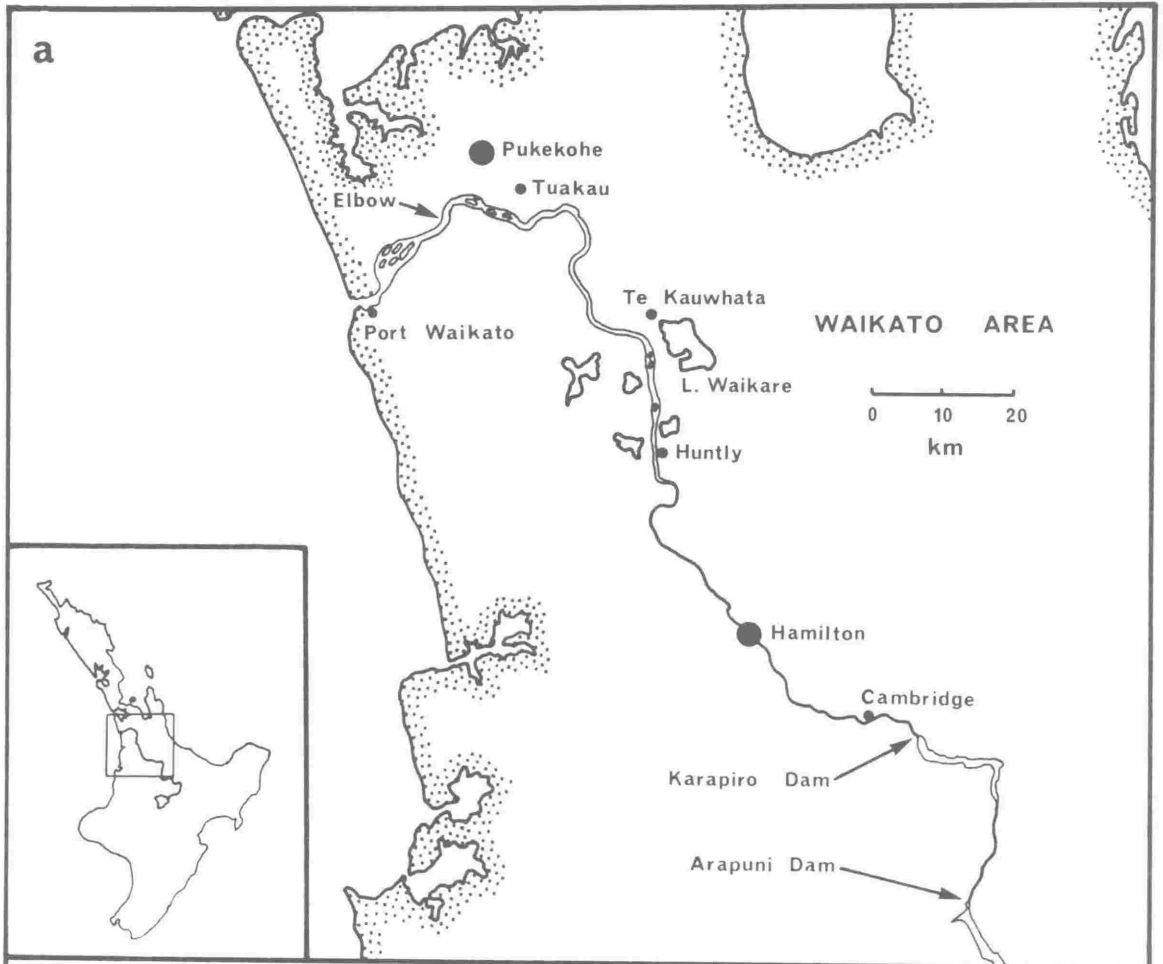 a
Pukekohe
Tuakau
Elbow
Te Kauwhata
Port Waikato
WAIKATO AREA
L. Waikare
0 10 20
km
Huntly
Hamilton
Cambridge
Karapiro Dam
Arapuni Dam